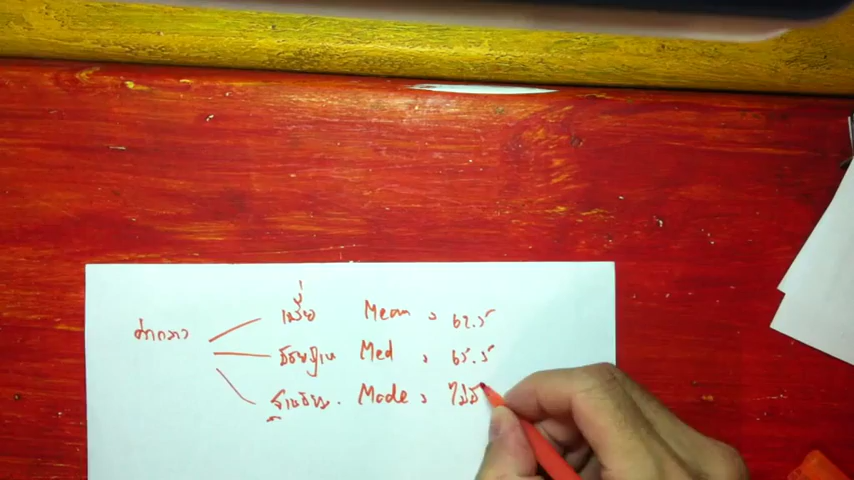 ค่ากลาง
เฉลี่ย Mean = 62.5
มัธยฐาน Med = 65.5
ฐานนิยม. Mode =